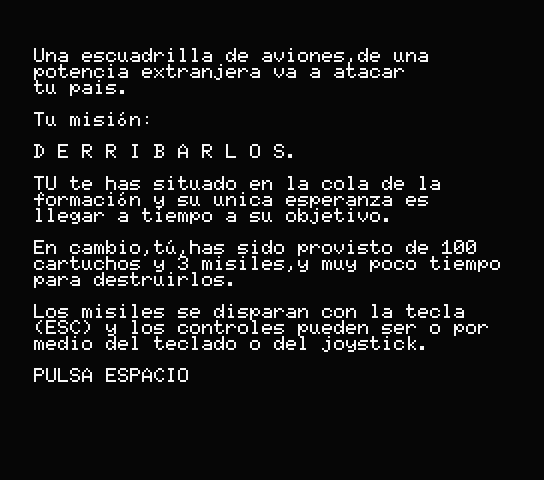 Una escuadrilla de aviones,de una
potencia extranjera va a atacar
tu pais.
Tu misión:
D E R R I B A R L O S.
TU te has situado en la cola de la
formación y su unica esperanza es
llegar a tiempo a su objetivo.
En cambio,tú,has sido provisto de 100
cartuchos y 3 misiles,y muy poco tiempo
para destruirlos.
Los misiles se disparan con la tecla
(ESC) y los controles pueden ser o por
medio del teclado o del joystick.
PULSA ESPACIO